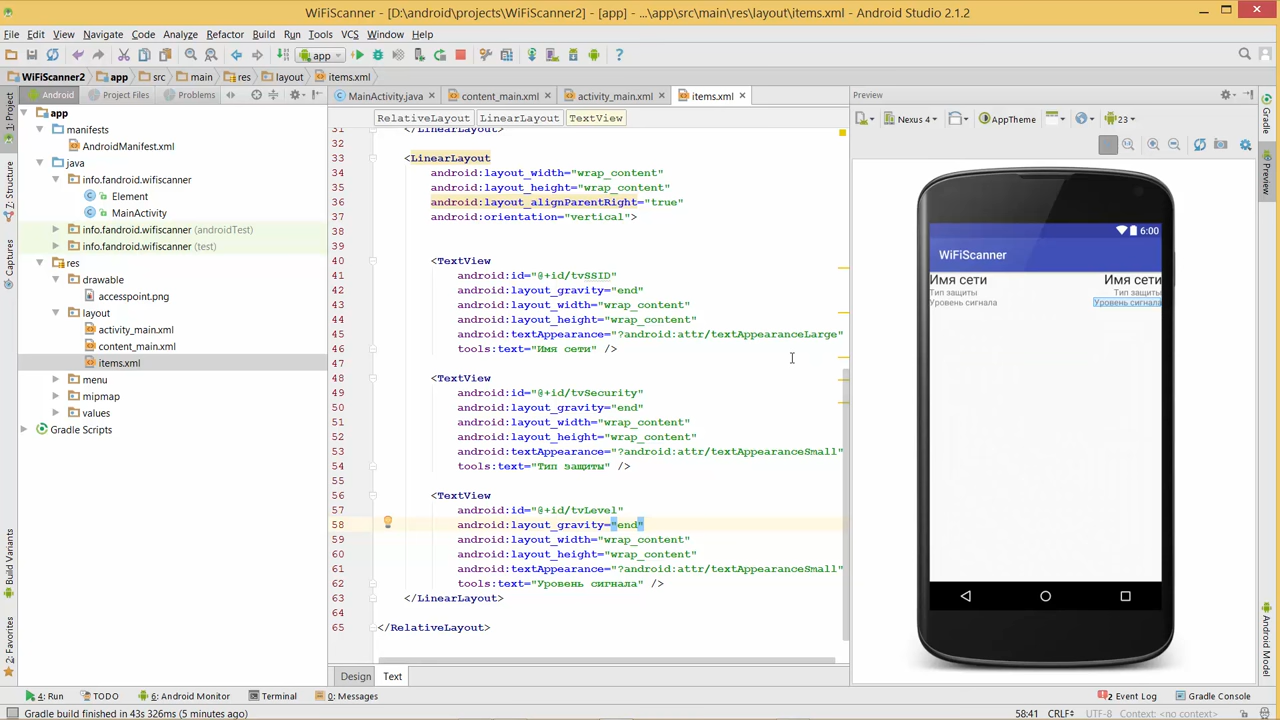 WiFiScanner - [D:\android\projects\WiFiScanner2] - [app] - ...\app\src\main\res\layout\items.xml - Android Studio 2.1.2
File Edit View Navigate Code Analyze Refactor Build Run Tools VCS Window Help
app
WiFiScanner2 app src main res layout items.xml
Android Project Files Problems
MainActivity.java content_main.xml activity_main.xml items.xml
Preview
RelativeLayout LinearLayout TextView
Nexus 4 AppTheme 23
1: Project
Z: Structure
Captures
Build Variants
2: Favorites
Gradle
Preview
Android Model
app
manifests
AndroidManifest.xml
java
info.fandroid.wifiscanner
Element
MainActivity
info.fandroid.wifiscanner (androidTest)
info.fandroid.wifiscanner (test)
res
drawable
accesspoint.png
layout
activity_main.xml
content_main.xml
items.xml
menu
mipmap
values
Gradle Scripts
31 </LinearLayout>
32
33 <LinearLayout
34 android:layout_width="wrap_content"
35 android:layout_height="wrap_content"
36 android:layout_alignParentRight="true"
37 android:orientation="vertical">
38
39
40 <TextView
41 android:id="@+id/tvSSID"
42 android:layout_gravity="end"
43 android:layout_width="wrap_content"
44 android:layout_height="wrap_content"
45 android:textAppearance="?android:attr/textAppearanceLarge"
46 tools:text="Имя сети" />
47
48 <TextView
49 android:id="@+id/tvSecurity"
50 android:layout_gravity="end"
51 android:layout_width="wrap_content"
52 android:layout_height="wrap_content"
53 android:textAppearance="?android:attr/textAppearanceSmall"
54 tools:text="Тип защиты" />
55
56 <TextView
57 android:id="@+id/tvLevel"
58 android:layout_gravity="end"
59 android:layout_width="wrap_content"
60 android:layout_height="wrap_content"
61 android:textAppearance="?android:attr/textAppearanceSmall"
62 tools:text="Уровень сигнала" />
63 </LinearLayout>
64
65 </RelativeLayout>
6:00
WiFiScanner
Имя сети Имя сети
Тип защиты Тип защиты
Уровень сигнала Уровень сигнала
Design Text
4: Run TODO 6: Android Monitor Terminal 0: Messages 2 Event Log Gradle Console
Gradle build finished in 43s 326ms (5 minutes ago) 58:41 CRLF UTF-8 Context: <no context>